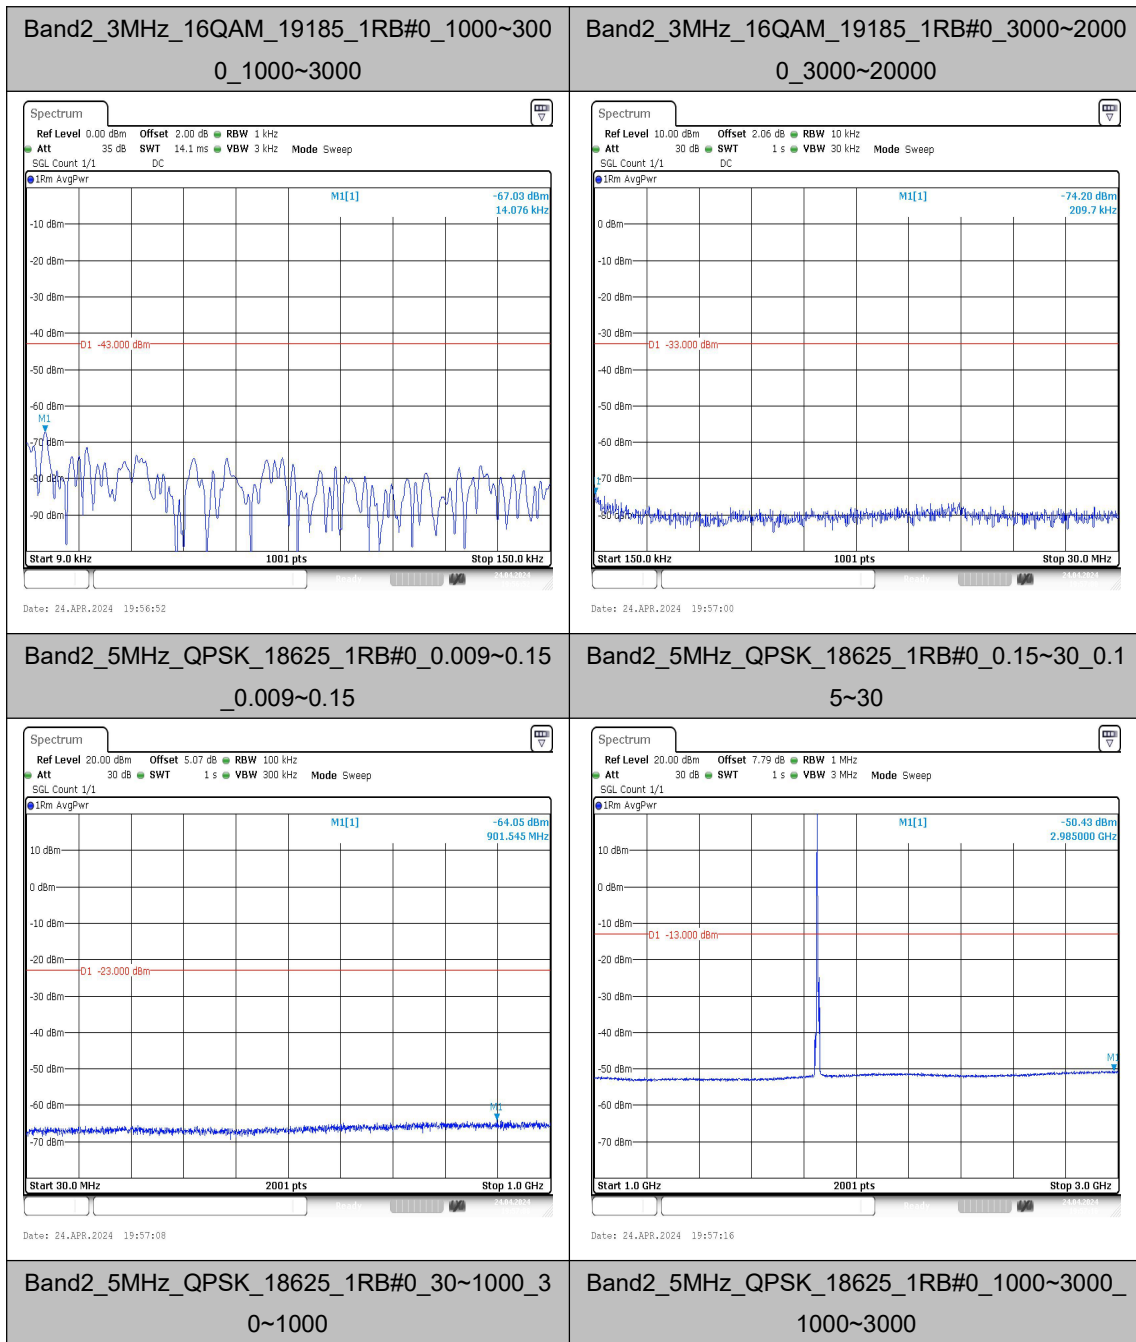 Band2_3MHz_16QAM_19185_1RB#0_1000~300
0_1000~3000
Band2_3MHz_16QAM_19185_1RB#0_3000~2000
0_3000~20000
Spectrum
Ref Level 0.00 dBm Offset 2.00 dB RBW 1 kHz
Att 35 dB SWT 14.1 ms VBW 3 kHz Mode Sweep
SGL Count 1/1 DC
1Rm AvgPwr
M1[1] -67.03 dBm
14.076 kHz
-10 dBm
-20 dBm
-30 dBm
-40 dBm
D1 -43.000 dBm
-50 dBm
-60 dBm
M1
-70 dBm
-80 dBm
-90 dBm
Start 9.0 kHz 1001 pts Stop 150.0 kHz
Ready 24.04.2024
Date: 24.APR.2024 19:56:52
Spectrum
Ref Level 10.00 dBm Offset 2.06 dB RBW 10 kHz
Att 30 dB SWT 1 s VBW 30 kHz Mode Sweep
SGL Count 1/1 DC
1Rm AvgPwr
M1[1] -74.20 dBm
209.7 kHz
0 dBm
-10 dBm
-20 dBm
-30 dBm
D1 -33.000 dBm
-40 dBm
-50 dBm
-60 dBm
-70 dBm
-80 dBm
Start 150.0 kHz 1001 pts Stop 30.0 MHz
Ready 24.04.2024
Date: 24.APR.2024 19:57:00
Band2_5MHz_QPSK_18625_1RB#0_0.009~0.15
_0.009~0.15
Band2_5MHz_QPSK_18625_1RB#0_0.15~30_0.1
5~30
Spectrum
Ref Level 20.00 dBm Offset 5.07 dB RBW 100 kHz
Att 30 dB SWT 1 s VBW 300 kHz Mode Sweep
SGL Count 1/1
1Rm AvgPwr
M1[1] -64.05 dBm
901.545 MHz
10 dBm
0 dBm
-10 dBm
-20 dBm
D1 -23.000 dBm
-30 dBm
-40 dBm
-50 dBm
-60 dBm
M1
-70 dBm
Start 30.0 MHz 2001 pts Stop 1.0 GHz
Ready 24.04.2024
Date: 24.APR.2024 19:57:08
Spectrum
Ref Level 20.00 dBm Offset 7.79 dB RBW 1 MHz
Att 30 dB SWT 1 s VBW 3 MHz Mode Sweep
SGL Count 1/1
1Rm AvgPwr
M1[1] -50.43 dBm
2.985000 GHz
10 dBm
0 dBm
-10 dBm
D1 -13.000 dBm
-20 dBm
-30 dBm
-40 dBm
M1
-50 dBm
-60 dBm
-70 dBm
Start 1.0 GHz 2001 pts Stop 3.0 GHz
Ready 24.04.2024
Date: 24.APR.2024 19:57:16
Band2_5MHz_QPSK_18625_1RB#0_30~1000_3
0~1000
Band2_5MHz_QPSK_18625_1RB#0_1000~3000_
1000~3000